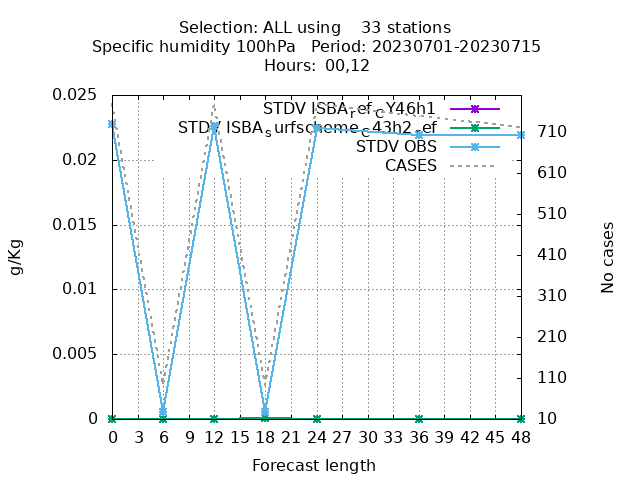 Selection: ALL using 33 stations
Specific humidity 100hPa Period: 20230701-20230715
Hours: 00,12
STDV ISBA_ref_CY46h1
STDV ISBA_surfscheme_C43h2_ref
STDV OBS
CASES
0.025
0.02
0.015
0.01
0.005
0
710
610
510
410
310
210
110
10
g/Kg
No cases
0 3 6 9 12 15 18 21 24 27 30 33 36 39 42 45 48
Forecast length